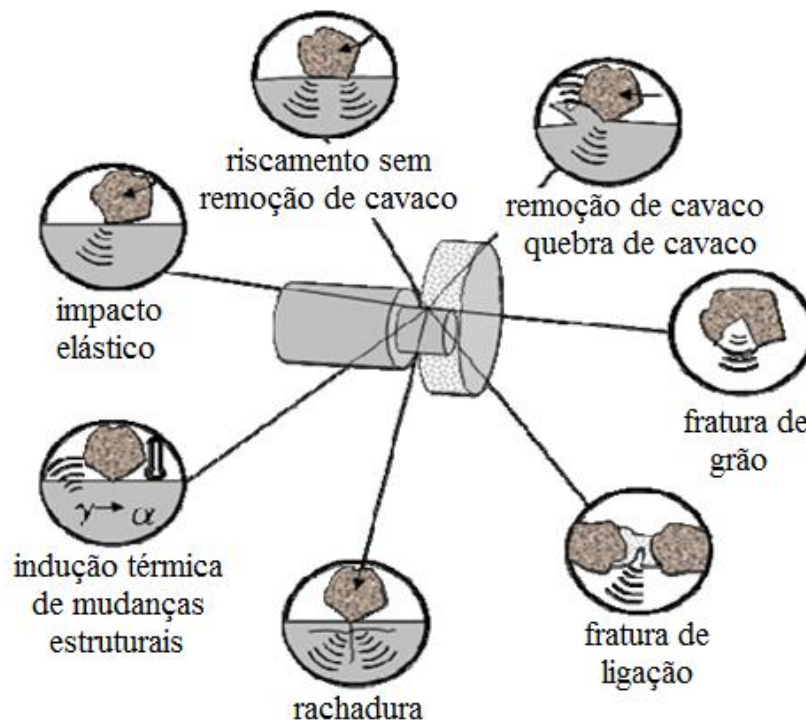 riscamento sem
remoção de cavaco
remoção de cavaco
quebra de cavaco
impacto
elástico
fratura de
grão
γ → α
indução térmica
de mudanças
estruturais
fratura de
ligação
rachadura